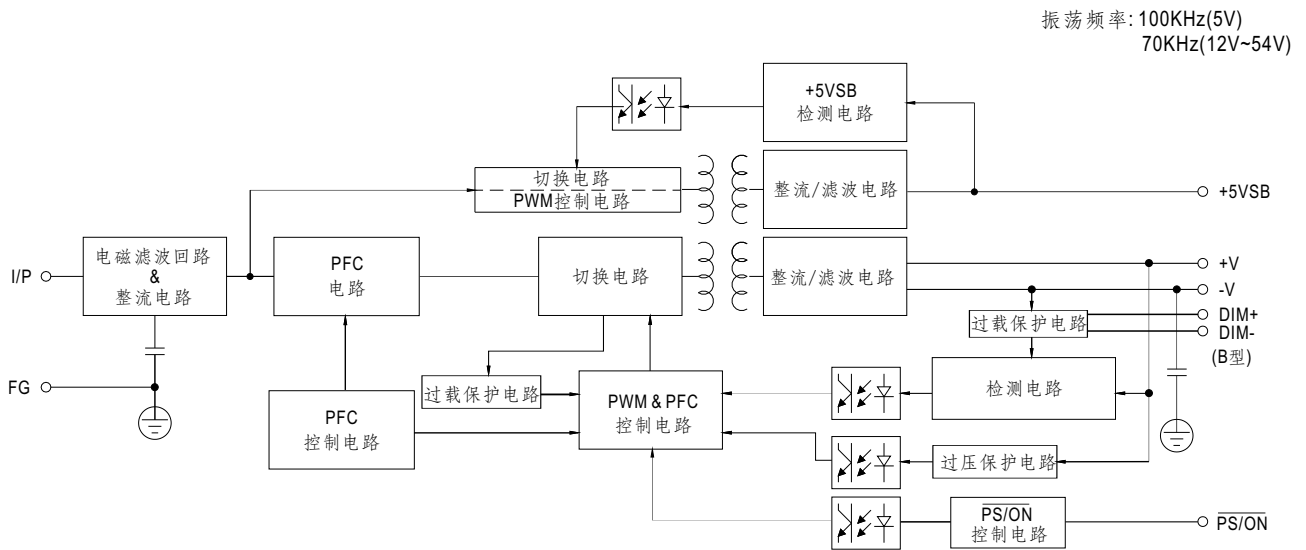 振荡频率: 100KHz(5V)
70KHz(12V~54V)
+5VSB
检测电路
切换电路
PWM控制电路
整流/滤波电路
+5VSB
I/P
电磁滤波回路
&
整流电路
PFC
电路
切换电路
整流/滤波电路
+V
-V
过载保护电路
DIM+
DIM-
(B型)
FG
过载保护电路
PWM & PFC
控制电路
检测电路
PFC
控制电路
过压保护电路
PS/ON
控制电路
PS/ON